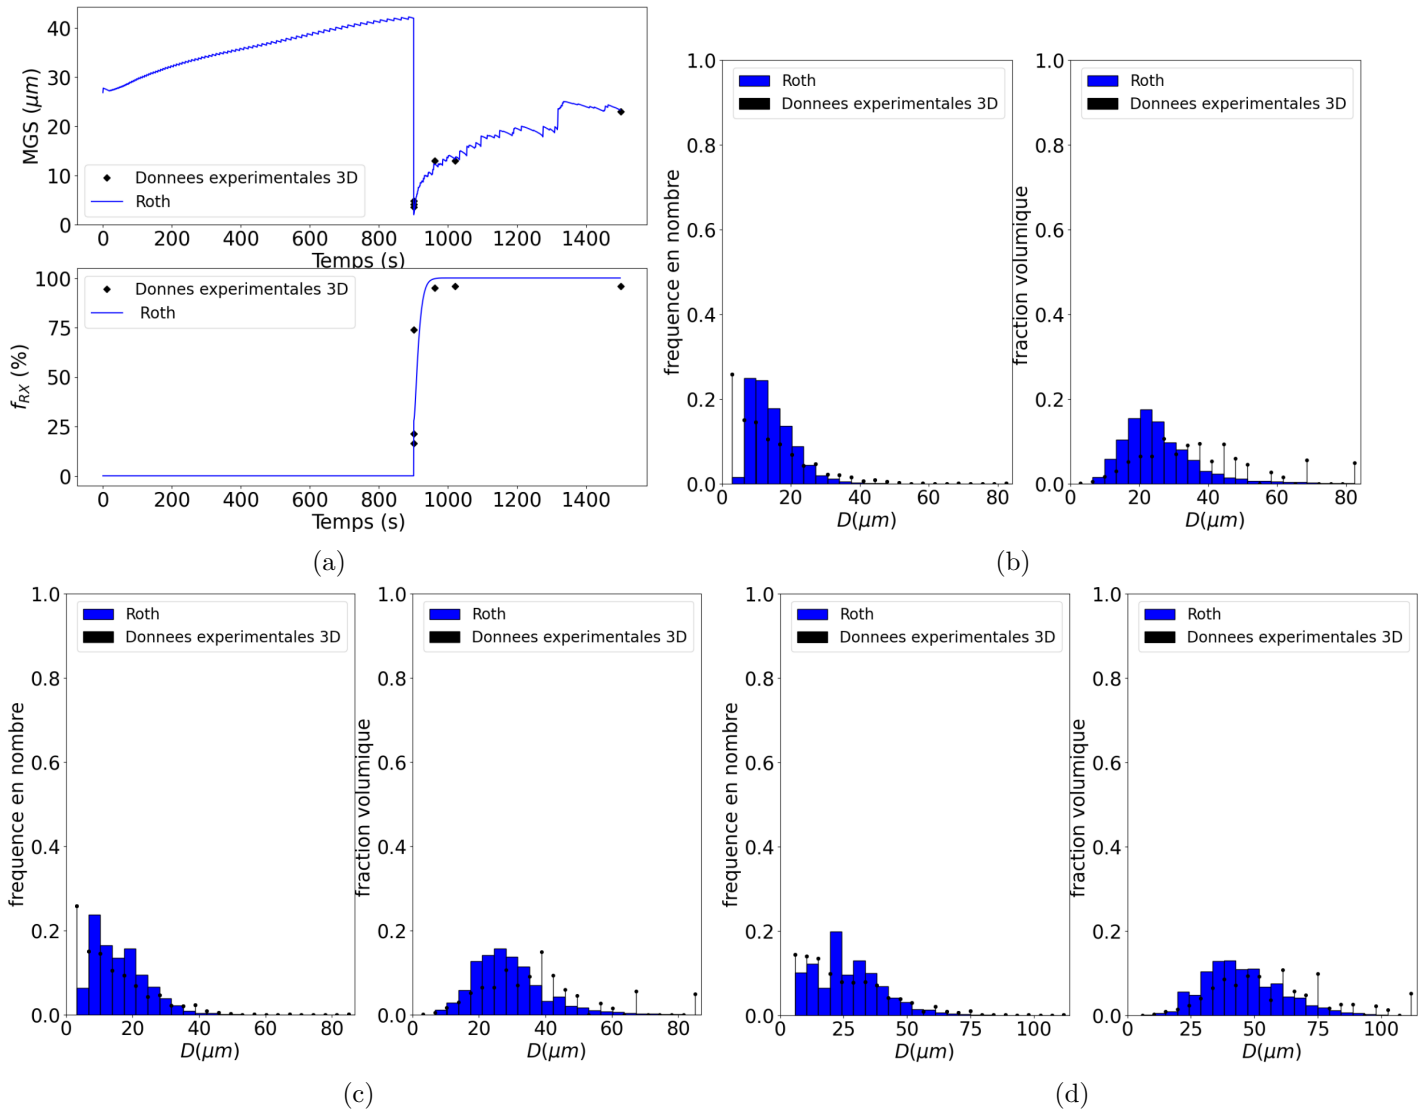 MGS (μm)
40
30
20
10
0
Donnees experimentales 3D
Roth
0 200 400 600 800 1000 1200 1400
Temps (s)
f_RX (%)
100
75
50
25
0
Donnes experimentales 3D
Roth
0 200 400 600 800 1000 1200 1400
Temps (s)
(a)
frequence en nombre
1.0
0.8
0.6
0.4
0.2
0.0
Roth
Donnees experimentales 3D
0 20 40 60 80
D(μm)
fraction volumique
1.0
0.8
0.6
0.4
0.2
0.0
Roth
Donnees experimentales 3D
0 20 40 60 80
D(μm)
(b)
frequence en nombre
1.0
0.8
0.6
0.4
0.2
0.0
Roth
Donnees experimentales 3D
0 20 40 60 80
D(μm)
fraction volumique
1.0
0.8
0.6
0.4
0.2
0.0
Roth
Donnees experimentales 3D
0 20 40 60 80
D(μm)
(c)
frequence en nombre
1.0
0.8
0.6
0.4
0.2
0.0
Roth
Donnees experimentales 3D
0 25 50 75 100
D(μm)
fraction volumique
1.0
0.8
0.6
0.4
0.2
0.0
Roth
Donnees experimentales 3D
0 25 50 75 100
D(μm)
(d)